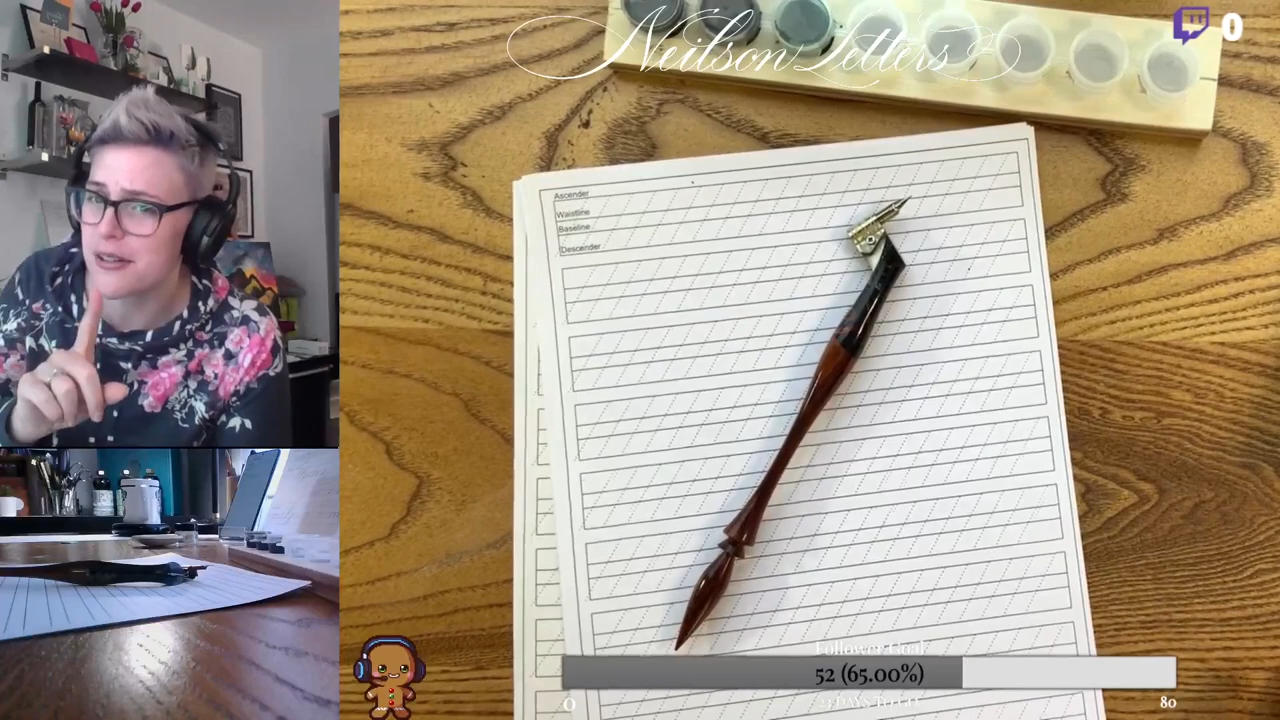 Neilson Letters
0
Ascender
Waistline
Baseline
Descender
Follower Goal
52 (65.00%)
0
80